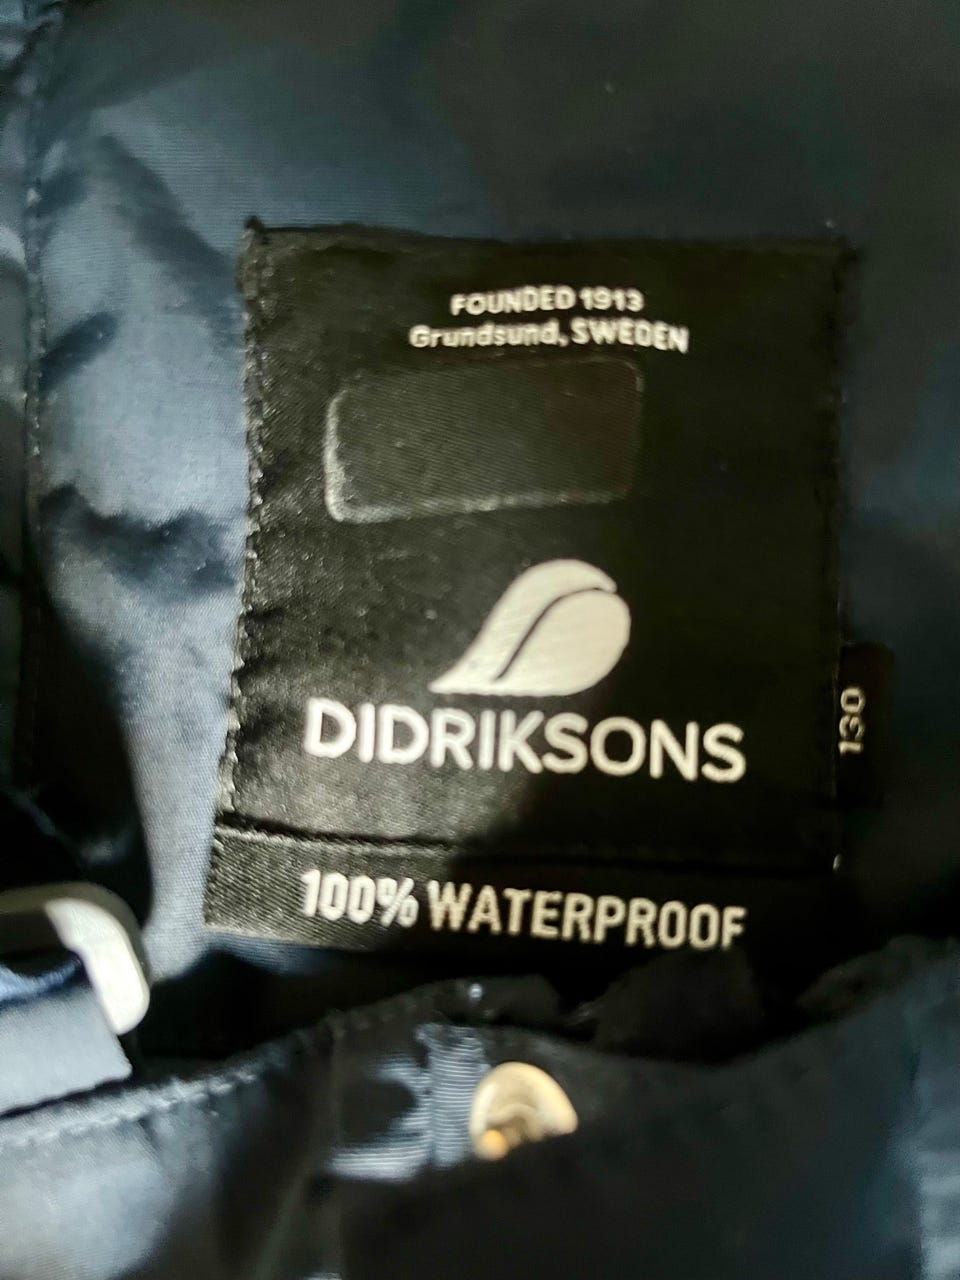 FOUNDED 1913
Grundsund, SWEDEN
DIDRIKSONS
130
100% WATERPROOF